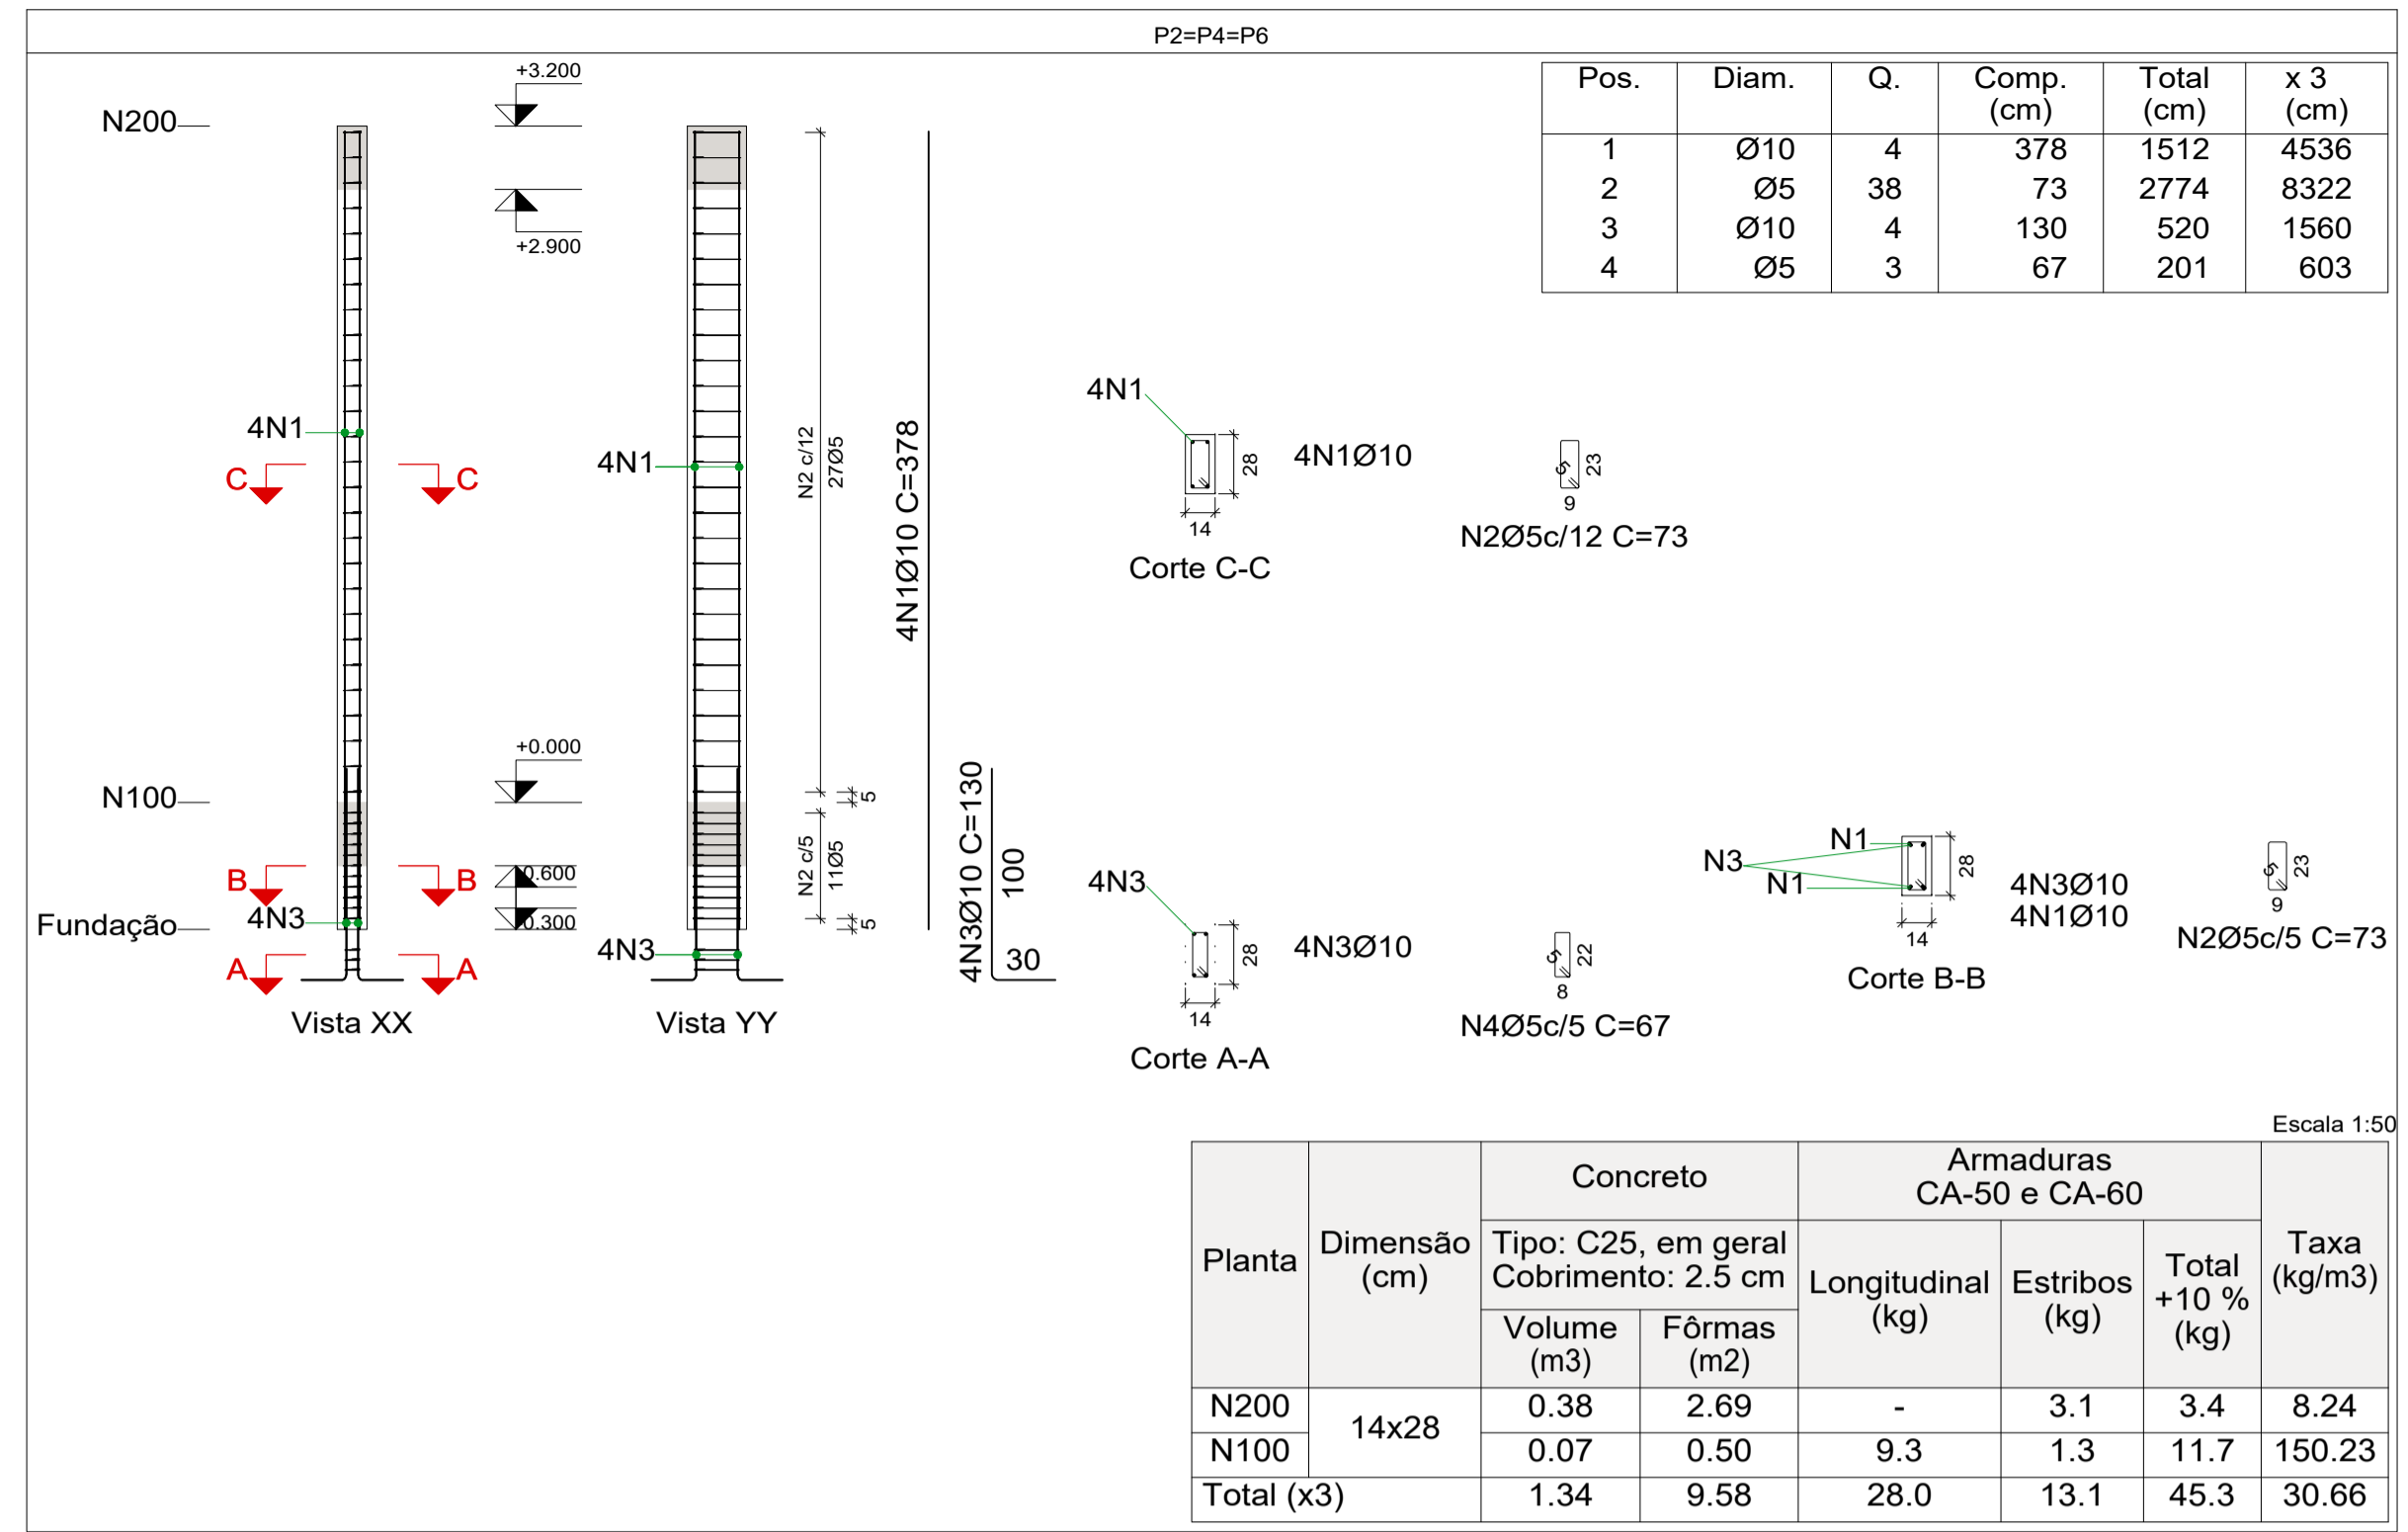 P2=P4=P6
Pos. Diam. Q. Comp. (cm) Total (cm) x 3 (cm)
1 Ø10 4 378 1512 4536
2 Ø5 38 73 2774 8322
3 Ø10 4 130 520 1560
4 Ø5 3 67 201 603
N200
+3.200
+2.900
4N1
C C
N100
+0.000
B B
0.600
Fundação
4N3
0.300
A A
Vista XX
4N1
4N3
Vista YY
N2 c/12
27Ø5
5
N2 c/5
11Ø5
5
4N1Ø10 C=378
4N3Ø10 C=130
100
30
4N1
28
14
4N1Ø10
Corte C-C
5
23
9
N2Ø5c/12 C=73
4N3
28
14
4N3Ø10
Corte A-A
5
22
8
N4Ø5c/5 C=67
N1
N3
N1
28
14
4N3Ø10
4N1Ø10
Corte B-B
5
23
9
N2Ø5c/5 C=73
Escala 1:50
Planta
Dimensão
(cm)
Concreto
Tipo: C25, em geral
Cobrimento: 2.5 cm
Volume
(m3)
Fôrmas
(m2)
Armaduras
CA-50 e CA-60
Longitudinal
(kg)
Estribos
(kg)
Total
+10 %
(kg)
Taxa
(kg/m3)
N200 14x28 0.38 2.69 - 3.1 3.4 8.24
N100 0.07 0.50 9.3 1.3 11.7 150.23
Total (x3) 1.34 9.58 28.0 13.1 45.3 30.66